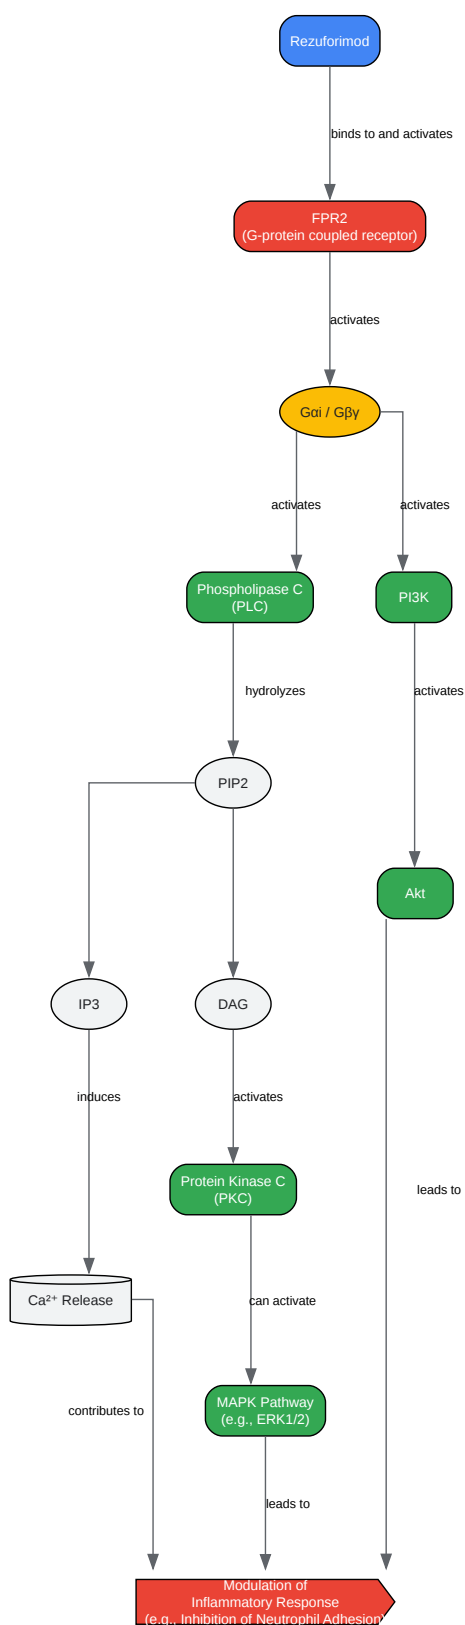 Rezuforimod
binds to and activates
FPR2
(G-protein coupled receptor)
activates
Gαi / Gβγ
activates
activates
Phospholipase C
(PLC)
PI3K
hydrolyzes
activates
PIP2
Akt
IP3
DAG
induces
activates
Protein Kinase C
(PKC)
leads to
Ca²⁺ Release
can activate
contributes to
MAPK Pathway
(e.g., ERK1/2)
leads to
Modulation of
Inflammatory Response
(e.g., Inhibition of Neutrophil Adhesion)